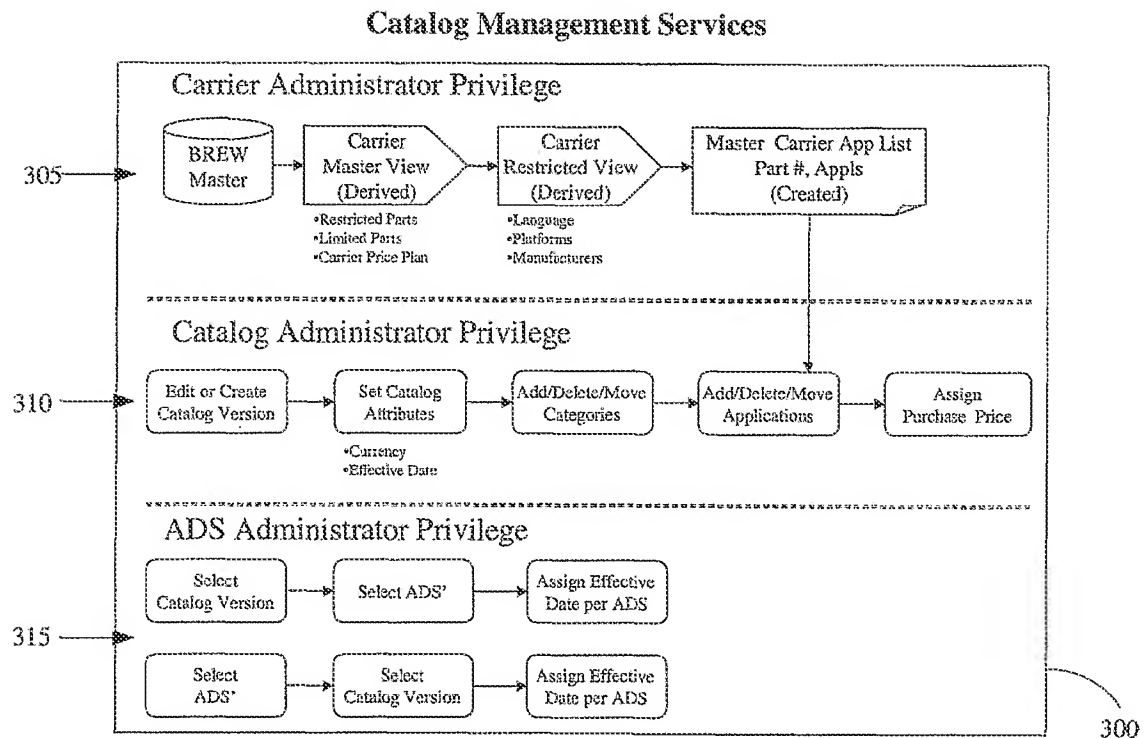 Catalog Management Services
Carrier Administrator Privilege
BREW
Master
Carrier
Master View
(Derived)
Carrier
Restricted View
(Derived)
Master Carrier App List
Part #, Appls
(Created)
305
•Restricted Parts
•Limited Parts
•Carrier Price Plan
•Language
•Platforms
•Manufacturers
Catalog Administrator Privilege
310
Edit or Create
Catalog Version
Set Catalog
Attributes
Add/Delete/Move
Categories
Add/Delete/Move
Applications
Assign
Purchase Price
•Currency
•Effective Date
ADS Administrator Privilege
Select
Catalog Version
Select ADS'
Assign Effective
Date per ADS
315
Select
ADS'
Select
Catalog Version
Assign Effective
Date per ADS
300